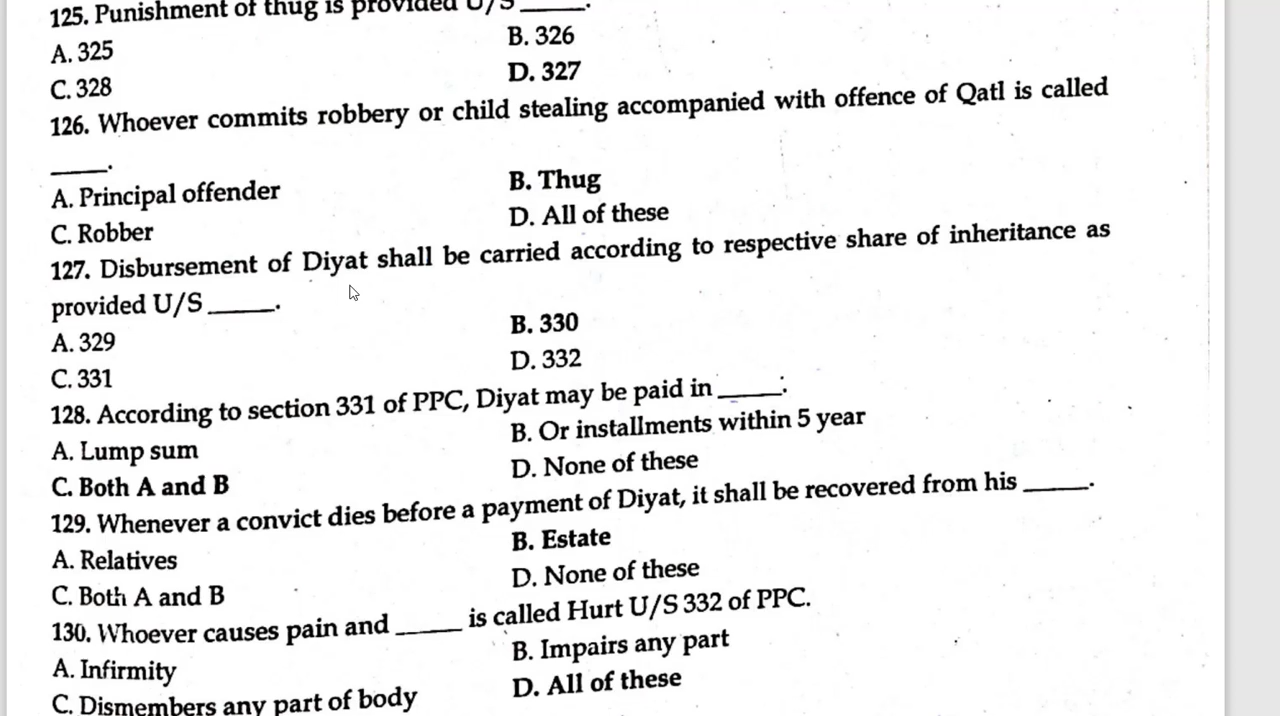 125. Punishment of thug is provided U/S _____.
A. 325
B. 326
C. 328
D. 327
126. Whoever commits robbery or child stealing accompanied with offence of Qatl is called
_____.
A. Principal offender
B. Thug
C. Robber
D. All of these
127. Disbursement of Diyat shall be carried according to respective share of inheritance as
provided U/S _____.
A. 329
B. 330
C. 331
D. 332
128. According to section 331 of PPC, Diyat may be paid in _____.
A. Lump sum
B. Or installments within 5 year
C. Both A and B
D. None of these
129. Whenever a convict dies before a payment of Diyat, it shall be recovered from his _____.
A. Relatives
B. Estate
C. Both A and B
D. None of these
130. Whoever causes pain and _____ is called Hurt U/S 332 of PPC.
A. Infirmity
B. Impairs any part
C. Dismembers any part of body
D. All of these